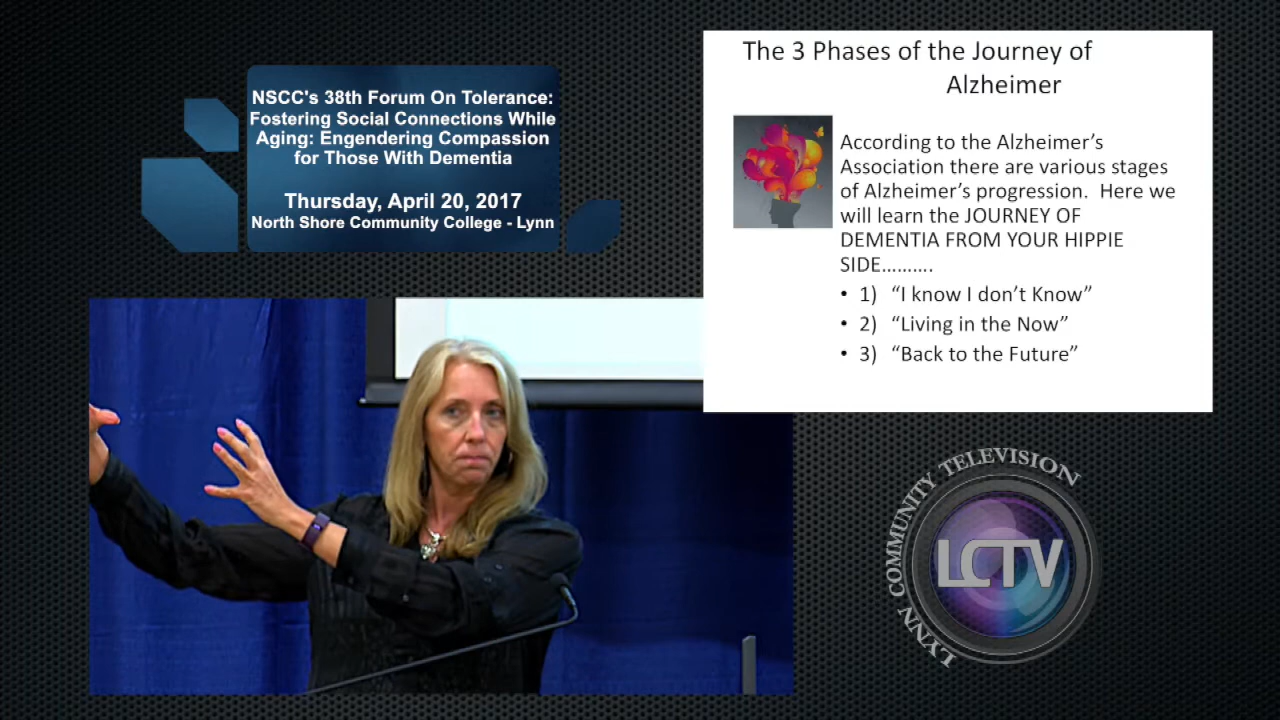 NSCC's 38th Forum On Tolerance:
Fostering Social Connections While
Aging: Engendering Compassion
for Those With Dementia
Thursday, April 20, 2017
North Shore Community College - Lynn
The 3 Phases of the Journey of
Alzheimer
According to the Alzheimer’s
Association there are various stages
of Alzheimer’s progression.  Here we
will learn the JOURNEY OF
DEMENTIA FROM YOUR HIPPIE
SIDE……….
• 1)   “I know I don’t Know”
• 2)   “Living in the Now”
• 3)   “Back to the Future”
LYNN COMMUNITY TELEVISION
LCTV